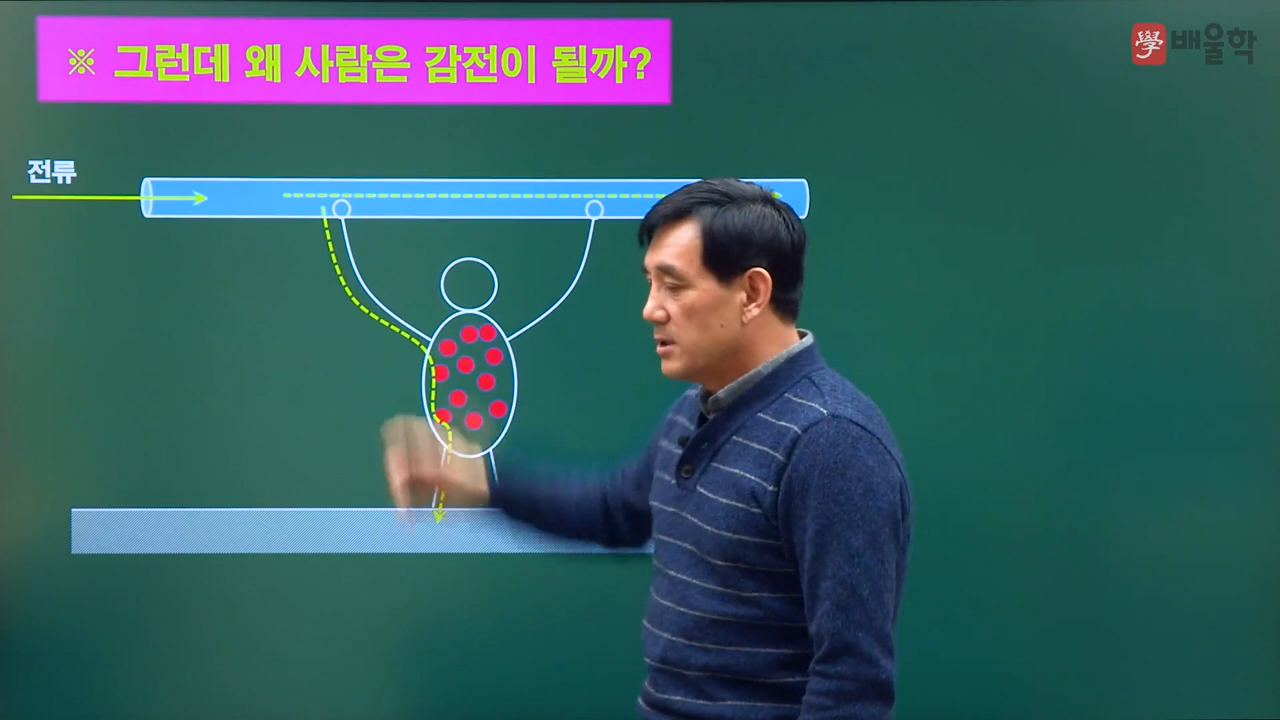 ※ 그런데 왜 사람은 감전이 될까?
學 배울학
전류